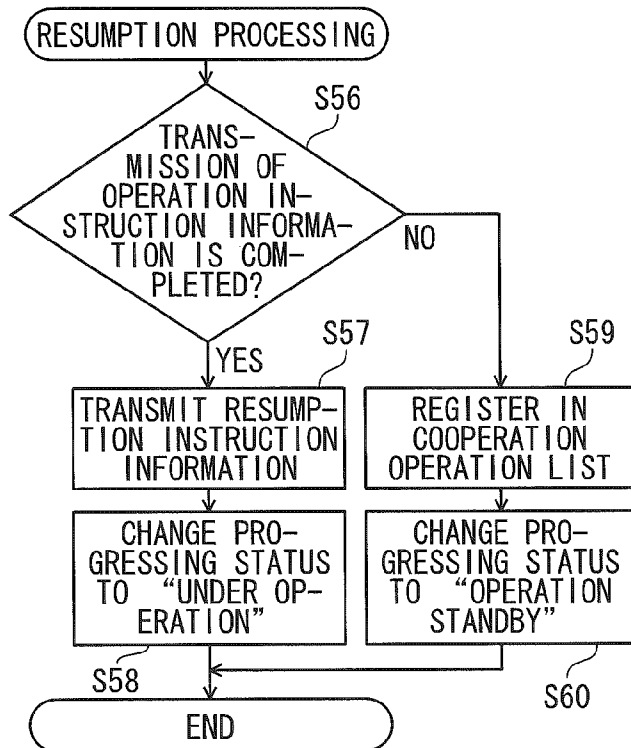 RESUMPTION PROCESSING
S56
TRANS-
MISSION OF
OPERATION IN-
STRUCTION INFORMA-
TION IS COM-
PLETED?
NO
YES
S57
TRANSMIT RESUMP-
TION INSTRUCTION
INFORMATION
S59
REGISTER IN
COOPERATION
OPERATION LIST
CHANGE PRO-
GRESSING STATUS
TO “UNDER OP-
ERATION”
S58
CHANGE PRO-
GRESSING STATUS
TO “OPERATION
STANDBY”
S60
END